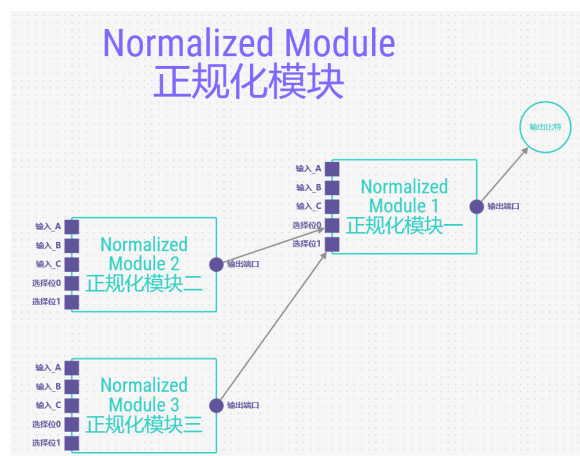 Normalized Module
正规化模块
输出比特
输入_A
输入_B
输入_C
选择位0
选择位1
Normalized
Module 1
正规化模块一
输出端口
输入_A
输入_B
输入_C
选择位0
选择位1
Normalized
Module 2
正规化模块二
输出端口
输入_A
输入_B
输入_C
选择位0
选择位1
Normalized
Module 3
正规化模块三
输出端口